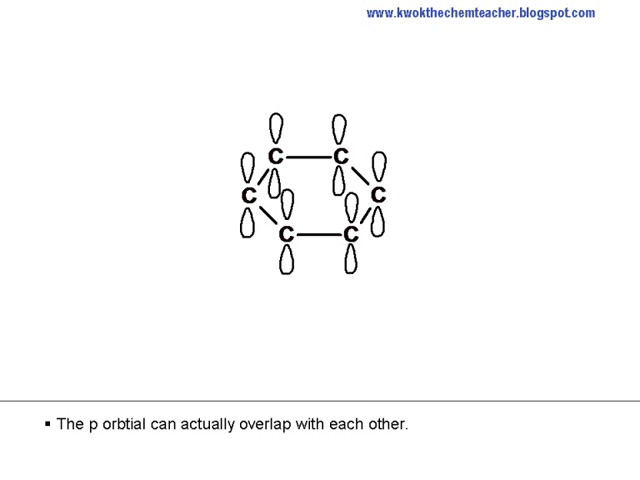 www.kwokthechemteacher.blogspot.com
C C
C C
C C
▪ The p orbtial can actually overlap with each other.